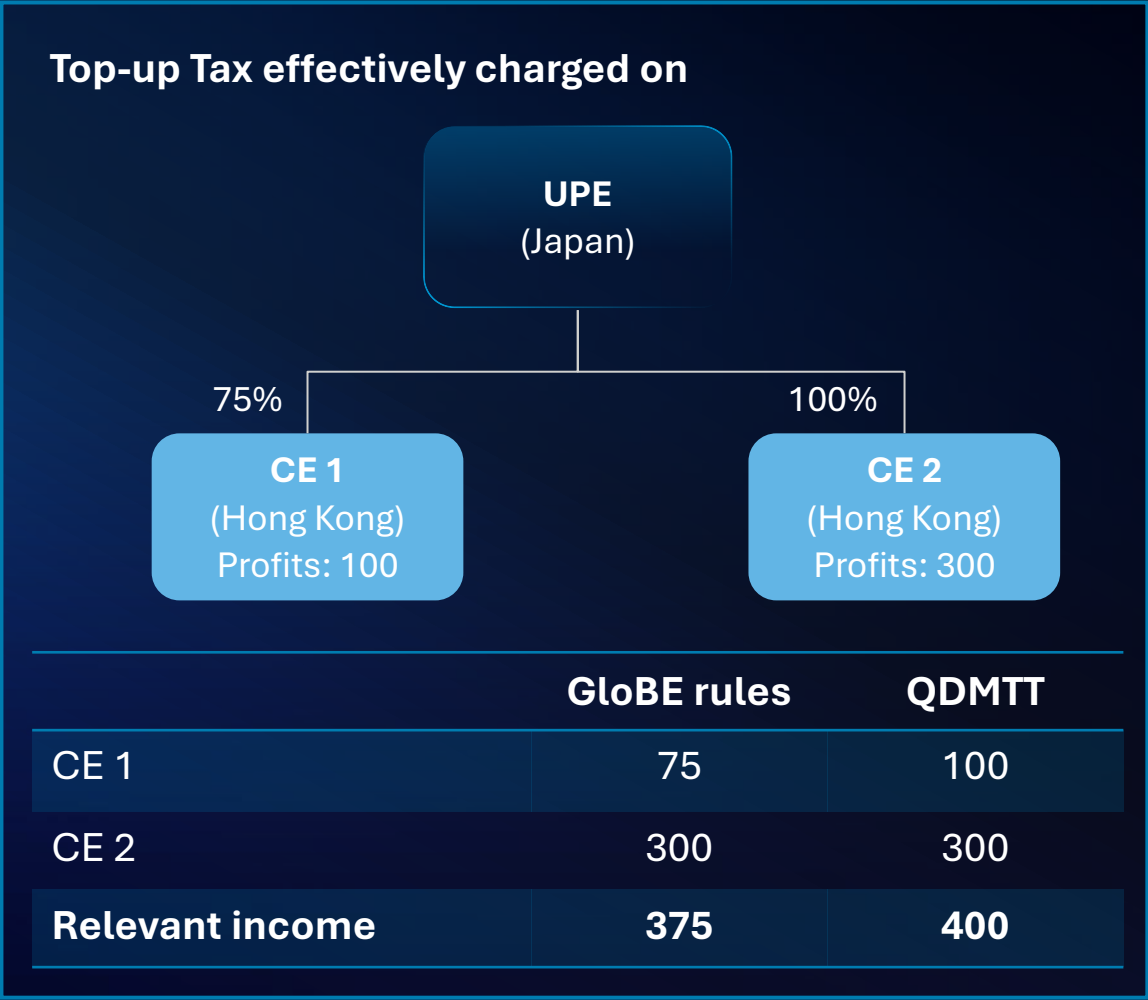 Top-up Tax effectively charged on
UPE
(Japan)
75%
100%
CE 1
(Hong Kong)
Profits: 100
CE 2
(Hong Kong)
Profits: 300
GloBE rules QDMTT
CE 1 75 100
CE 2 300 300
Relevant income 375 400